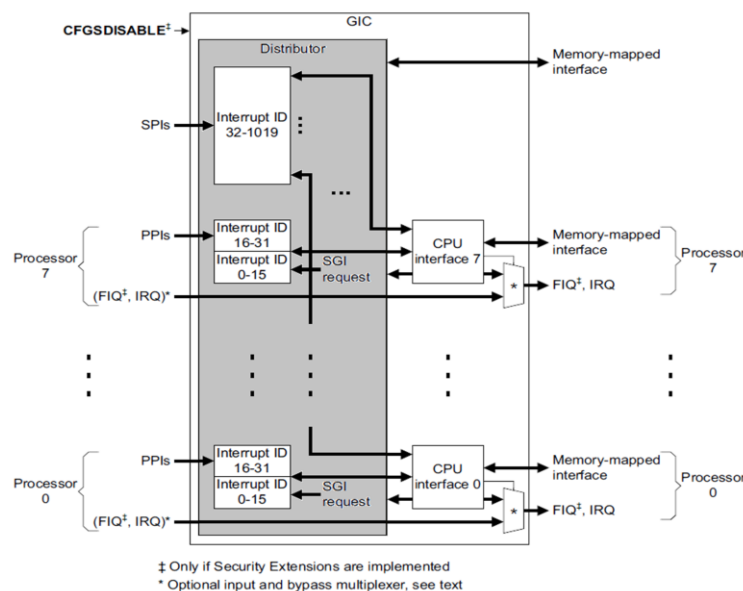 GIC
CFGSDISABLE‡
Distributor
Memory-mapped
interface
SPIs
Interrupt ID
32-1019
PPIs
Interrupt ID
16-31
Interrupt ID
0-15
SGI
request
CPU
interface 7
Memory-mapped
interface
Processor
7
Processor
7
(FIQ‡, IRQ)*
*
FIQ‡, IRQ
PPIs
Interrupt ID
16-31
Interrupt ID
0-15
SGI
request
CPU
interface 0
Memory-mapped
interface
Processor
0
Processor
0
(FIQ‡, IRQ)*
*
FIQ‡, IRQ
‡ Only if Security Extensions are implemented
* Optional input and bypass multiplexer, see text